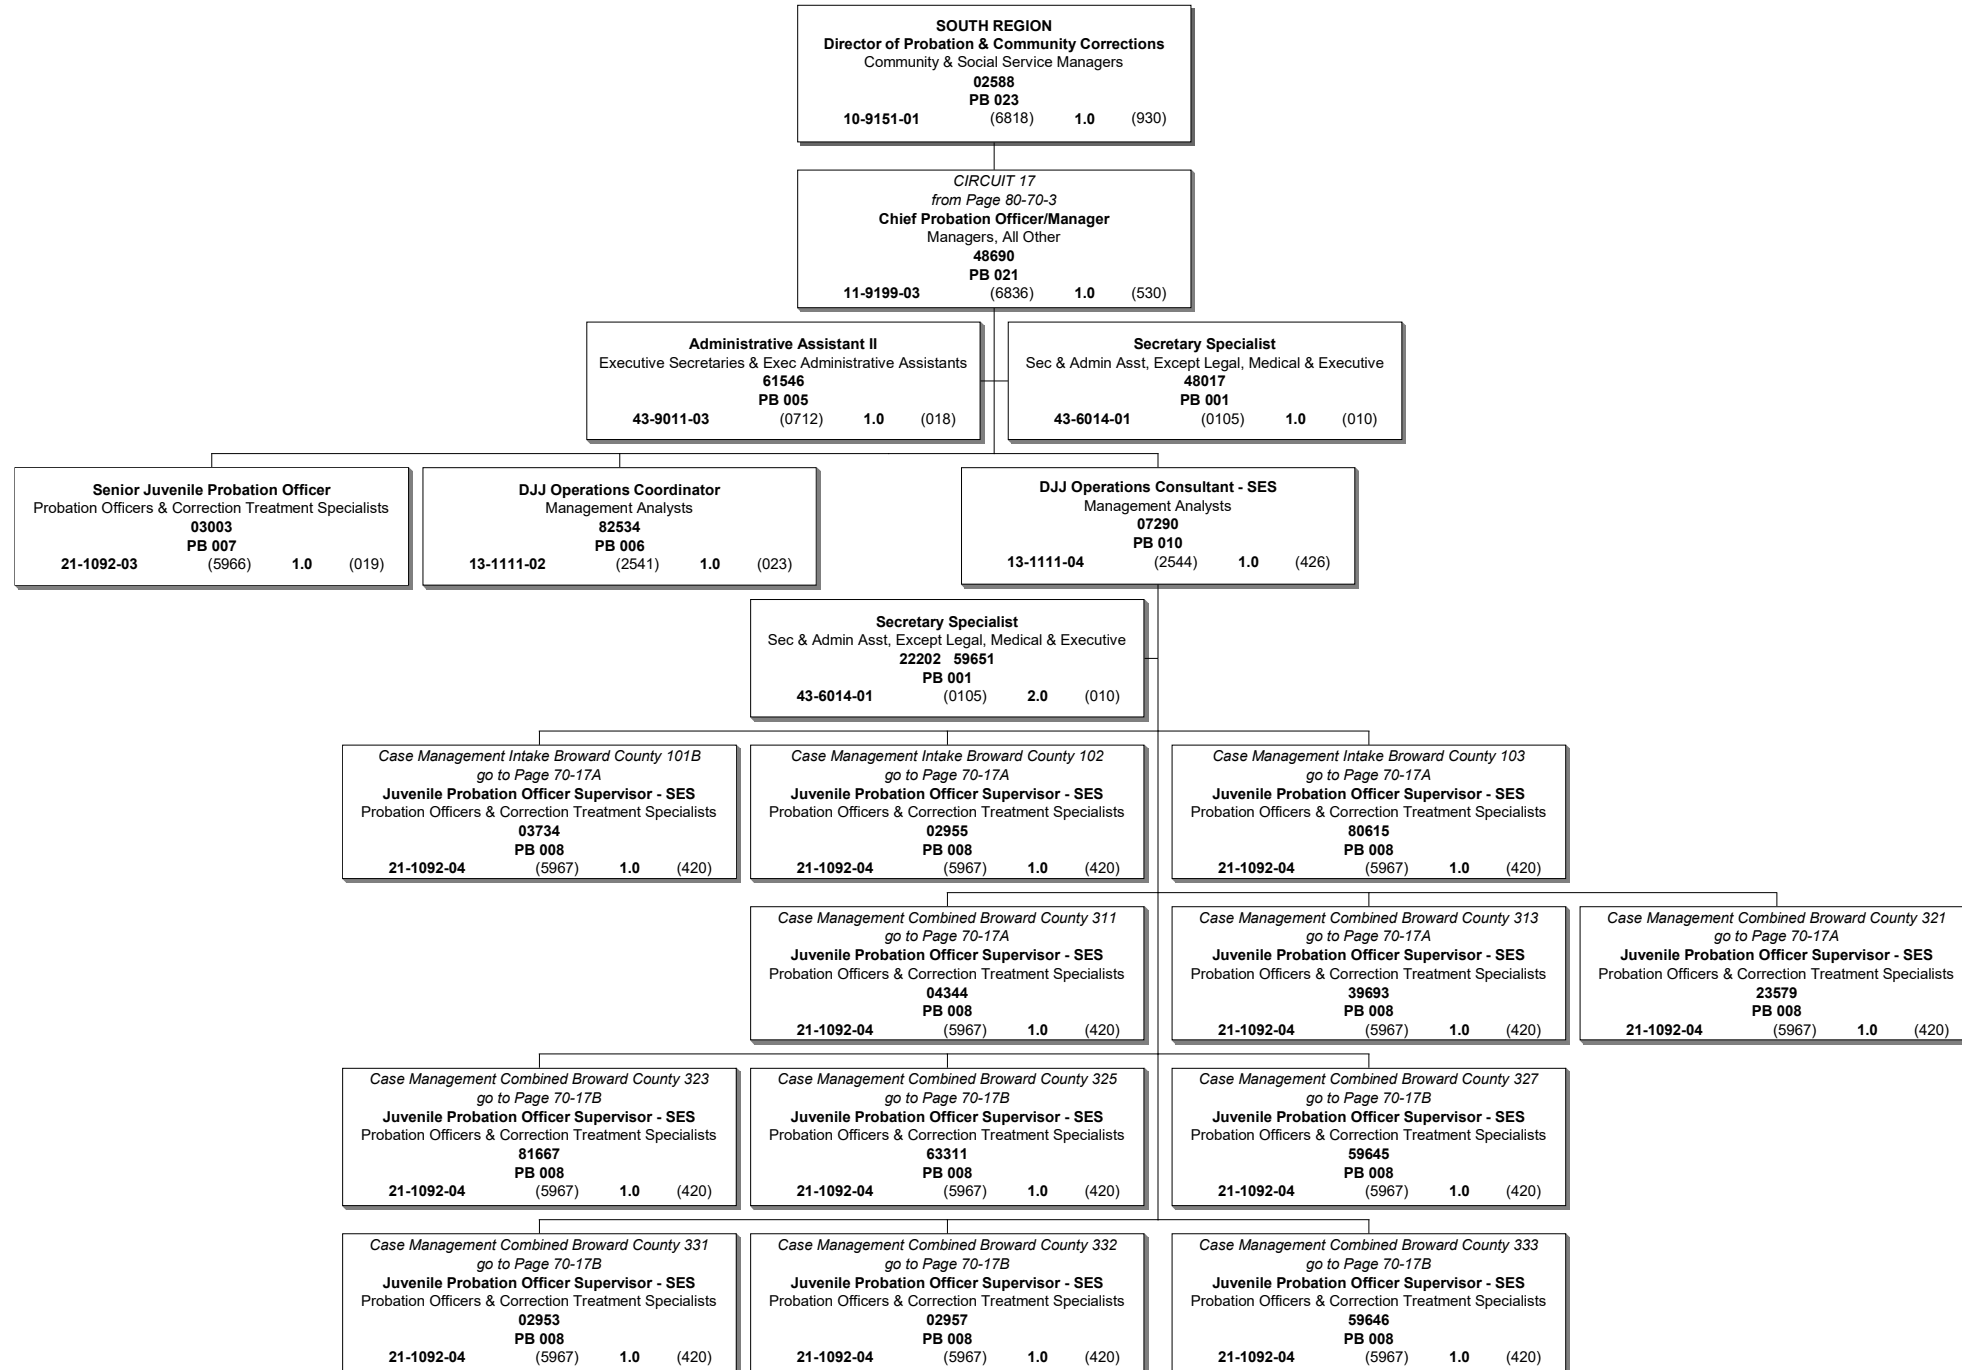 SOUTH REGION
Director of Probation & Community Corrections
Community & Social Service Managers
02588
PB 023
10-9151-01 (6818) 1.0 (930)
CIRCUIT 17
from Page 80-70-3
Chief Probation Officer/Manager
Managers, All Other
48690
PB 021
11-9199-03 (6836) 1.0 (530)
Administrative Assistant II
Executive Secretaries & Exec Administrative Assistants
61546
PB 005
43-9011-03 (0712) 1.0 (018)
Secretary Specialist
Sec & Admin Asst, Except Legal, Medical & Executive
48017
PB 001
43-6014-01 (0105) 1.0 (010)
Senior Juvenile Probation Officer
Probation Officers & Correction Treatment Specialists
03003
PB 007
21-1092-03 (5966) 1.0 (019)
DJJ Operations Coordinator
Management Analysts
82534
PB 006
13-1111-02 (2541) 1.0 (023)
DJJ Operations Consultant - SES
Management Analysts
07290
PB 010
13-1111-04 (2544) 1.0 (426)
Secretary Specialist
Sec & Admin Asst, Except Legal, Medical & Executive
22202 59651
PB 001
43-6014-01 (0105) 2.0 (010)
Case Management Intake Broward County 101B
go to Page 70-17A
Juvenile Probation Officer Supervisor - SES
Probation Officers & Correction Treatment Specialists
03734
PB 008
21-1092-04 (5967) 1.0 (420)
Case Management Intake Broward County 102
go to Page 70-17A
Juvenile Probation Officer Supervisor - SES
Probation Officers & Correction Treatment Specialists
02955
PB 008
21-1092-04 (5967) 1.0 (420)
Case Management Intake Broward County 103
go to Page 70-17A
Juvenile Probation Officer Supervisor - SES
Probation Officers & Correction Treatment Specialists
80615
PB 008
21-1092-04 (5967) 1.0 (420)
Case Management Combined Broward County 311
go to Page 70-17A
Juvenile Probation Officer Supervisor - SES
Probation Officers & Correction Treatment Specialists
04344
PB 008
21-1092-04 (5967) 1.0 (420)
Case Management Combined Broward County 313
go to Page 70-17A
Juvenile Probation Officer Supervisor - SES
Probation Officers & Correction Treatment Specialists
39693
PB 008
21-1092-04 (5967) 1.0 (420)
Case Management Combined Broward County 321
go to Page 70-17A
Juvenile Probation Officer Supervisor - SES
Probation Officers & Correction Treatment Specialists
23579
PB 008
21-1092-04 (5967) 1.0 (420)
Case Management Combined Broward County 323
go to Page 70-17B
Juvenile Probation Officer Supervisor - SES
Probation Officers & Correction Treatment Specialists
81667
PB 008
21-1092-04 (5967) 1.0 (420)
Case Management Combined Broward County 325
go to Page 70-17B
Juvenile Probation Officer Supervisor - SES
Probation Officers & Correction Treatment Specialists
63311
PB 008
21-1092-04 (5967) 1.0 (420)
Case Management Combined Broward County 327
go to Page 70-17B
Juvenile Probation Officer Supervisor - SES
Probation Officers & Correction Treatment Specialists
59645
PB 008
21-1092-04 (5967) 1.0 (420)
Case Management Combined Broward County 331
go to Page 70-17B
Juvenile Probation Officer Supervisor - SES
Probation Officers & Correction Treatment Specialists
02953
PB 008
21-1092-04 (5967) 1.0 (420)
Case Management Combined Broward County 332
go to Page 70-17B
Juvenile Probation Officer Supervisor - SES
Probation Officers & Correction Treatment Specialists
02957
PB 008
21-1092-04 (5967) 1.0 (420)
Case Management Combined Broward County 333
go to Page 70-17B
Juvenile Probation Officer Supervisor - SES
Probation Officers & Correction Treatment Specialists
59646
PB 008
21-1092-04 (5967) 1.0 (420)